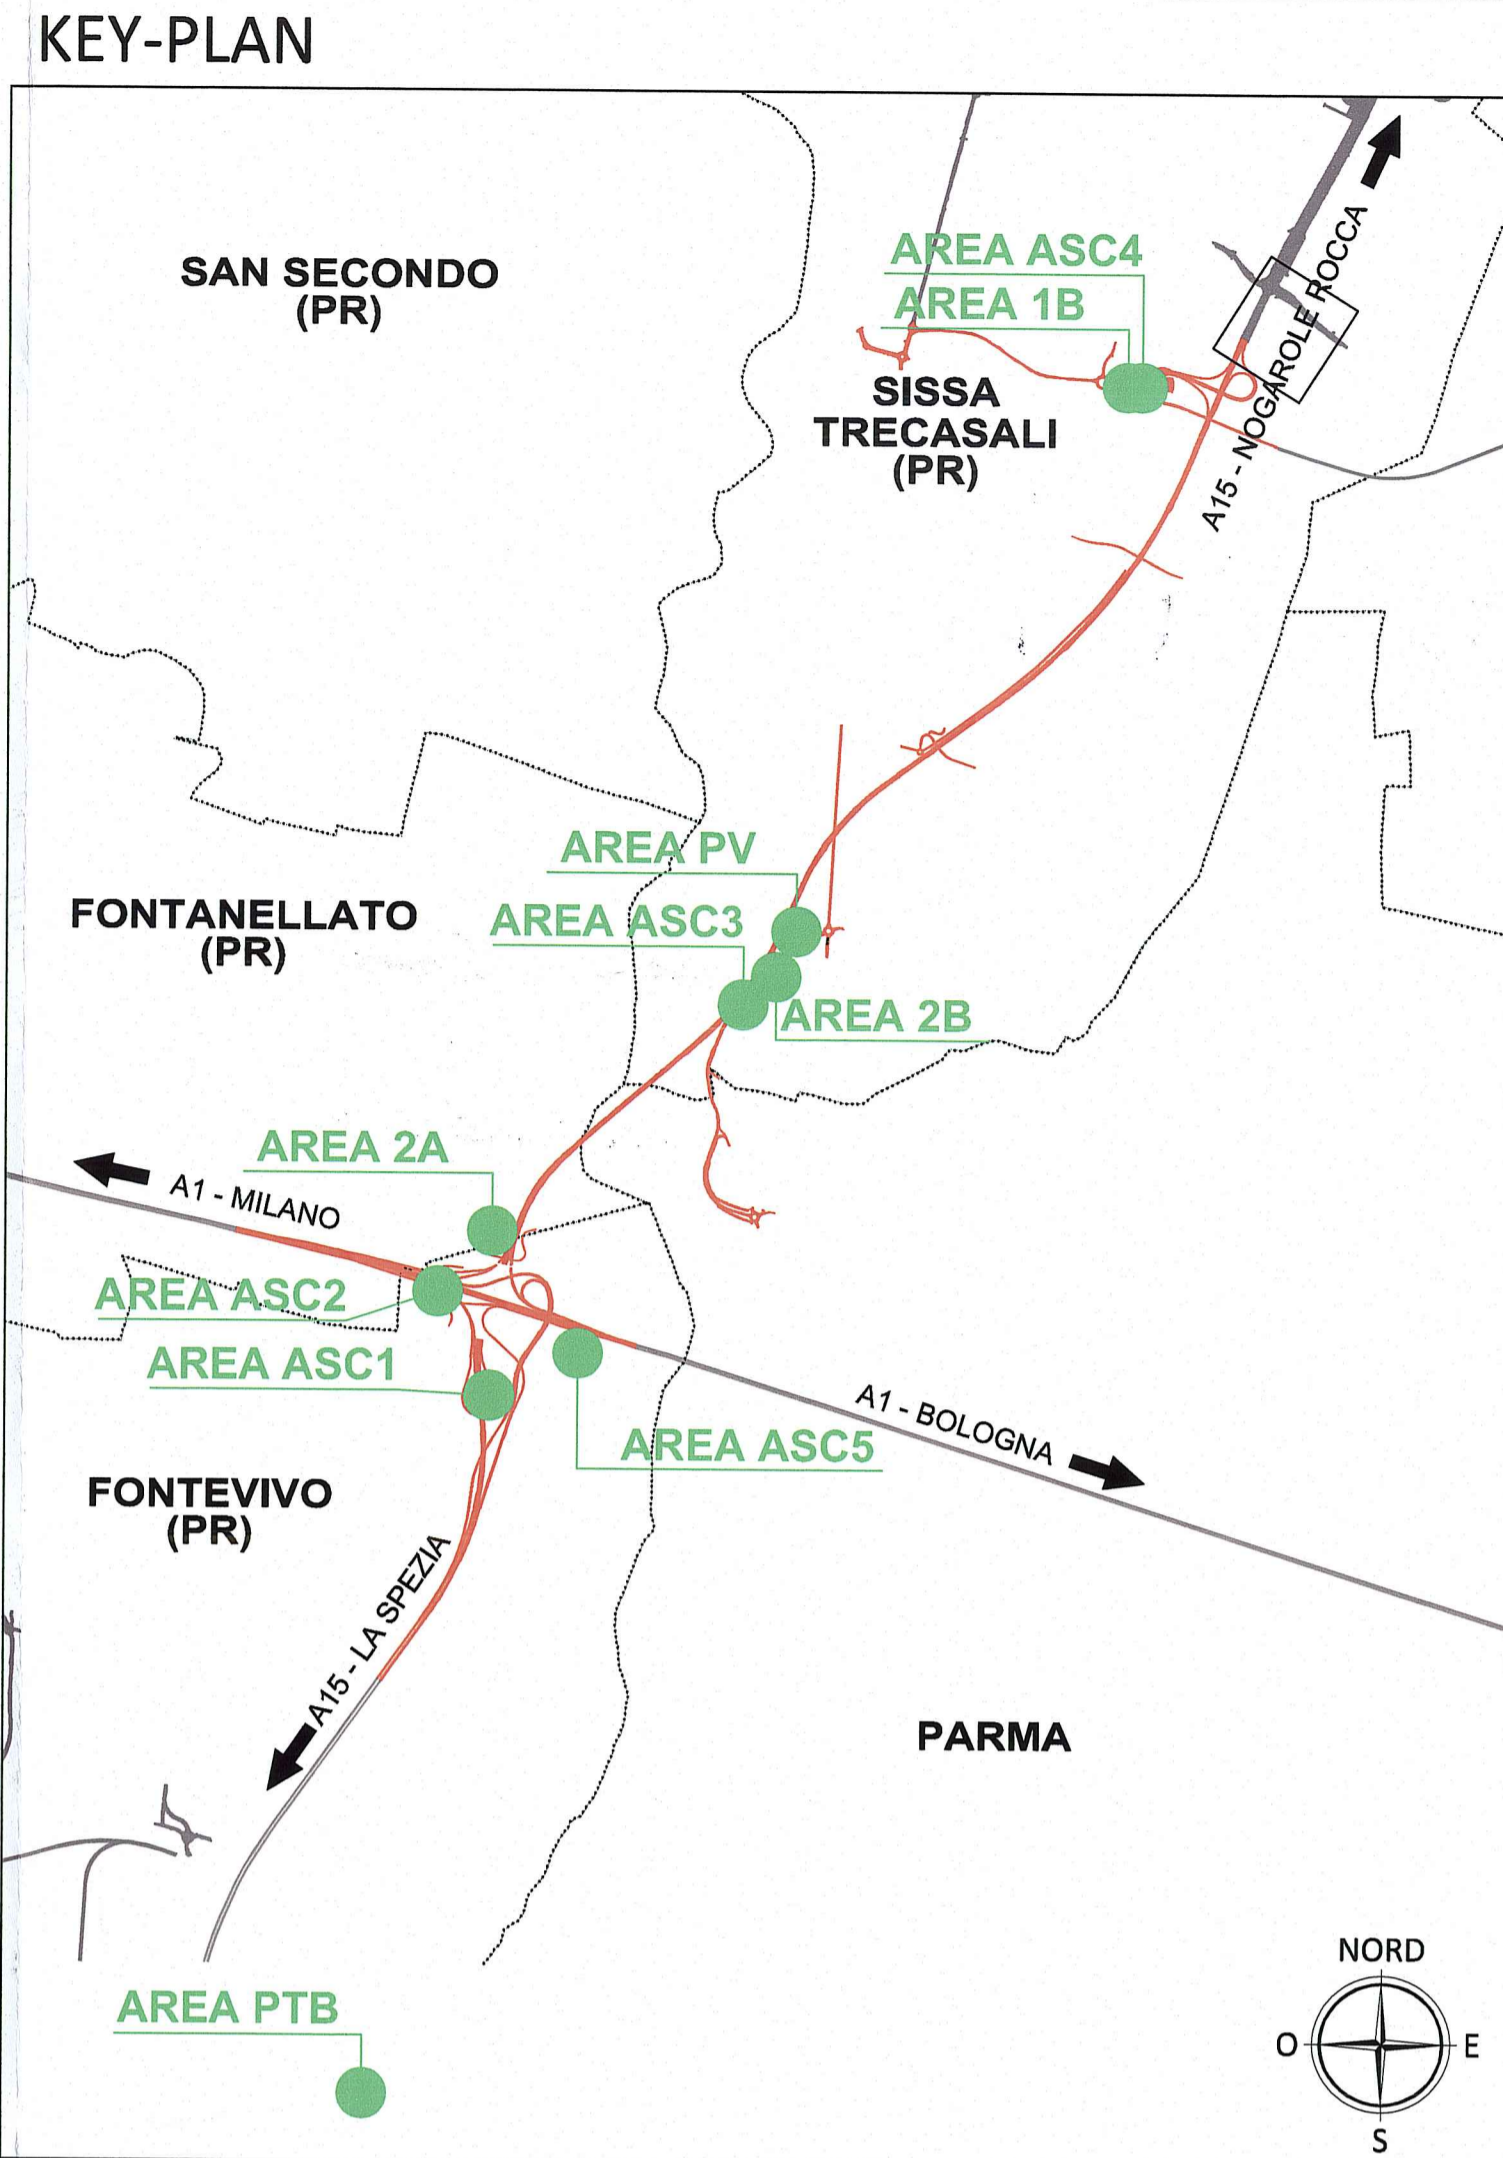 KEY-PLAN
SAN SECONDO
(PR)
AREA ASC4
AREA 1B
A15 - NOGAROLE ROCCA
SISSA
TRECASALI
(PR)
AREA PV
AREA ASC3
FONTANELLATO
(PR)
AREA 2B
AREA 2A
A1 - MILANO
AREA ASC2
AREA ASC1
A1 - BOLOGNA
AREA ASC5
FONTEVIVO
(PR)
A15 - LA SPEZIA
PARMA
NORD
O
E
S
AREA PTB